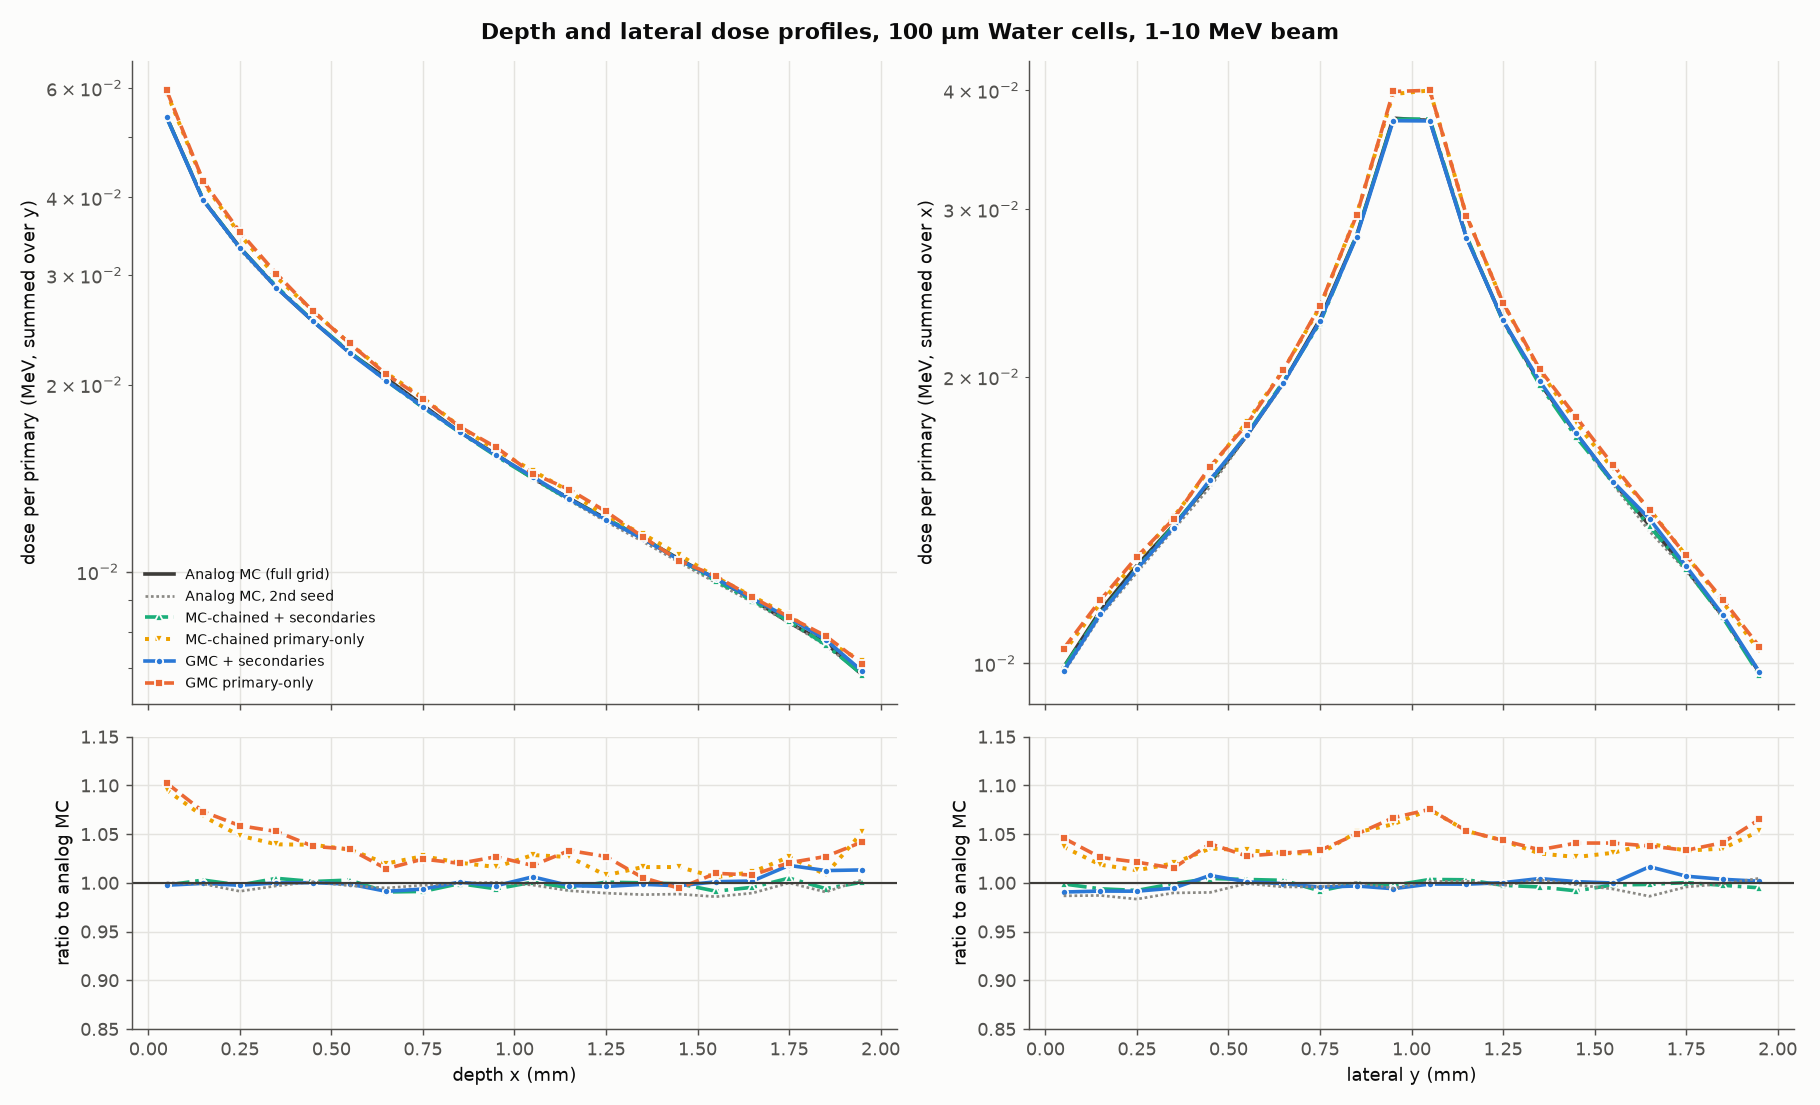 Depth and lateral dose profiles, 100 µm Water cells, 1–10 MeV beam
dose per primary (MeV, summed over y)
6 × 10⁻²
4 × 10⁻²
3 × 10⁻²
2 × 10⁻²
10⁻²
Analog MC (full grid)
Analog MC, 2nd seed
MC-chained + secondaries
MC-chained primary-only
GMC + secondaries
GMC primary-only
dose per primary (MeV, summed over x)
4 × 10⁻²
3 × 10⁻²
2 × 10⁻²
10⁻²
ratio to analog MC
1.15
1.10
1.05
1.00
0.95
0.90
0.85
0.00 0.25 0.50 0.75 1.00 1.25 1.50 1.75 2.00
depth x (mm)
ratio to analog MC
1.15
1.10
1.05
1.00
0.95
0.90
0.85
0.00 0.25 0.50 0.75 1.00 1.25 1.50 1.75 2.00
lateral y (mm)